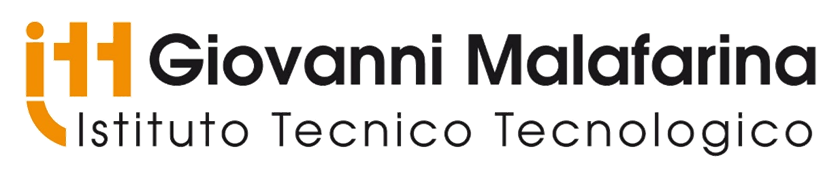 itt Giovanni Malafarina
Istituto Tecnico Tecnologico